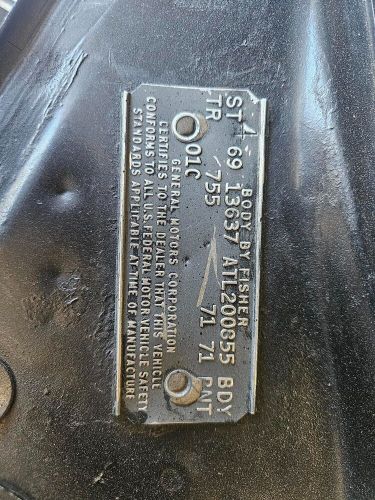 BODY BY FISHER
ST 69 13637 ATL200855 BDY
TR 755 71 71 PNT
01C
GENERAL MOTORS CORPORATION
CERTIFIES TO THE DEALER THAT THIS VEHICLE
CONFORMS TO ALL U.S. FEDERAL MOTOR VEHICLE SAFETY
STANDARDS APPLICABLE AT TIME OF MANUFACTURE